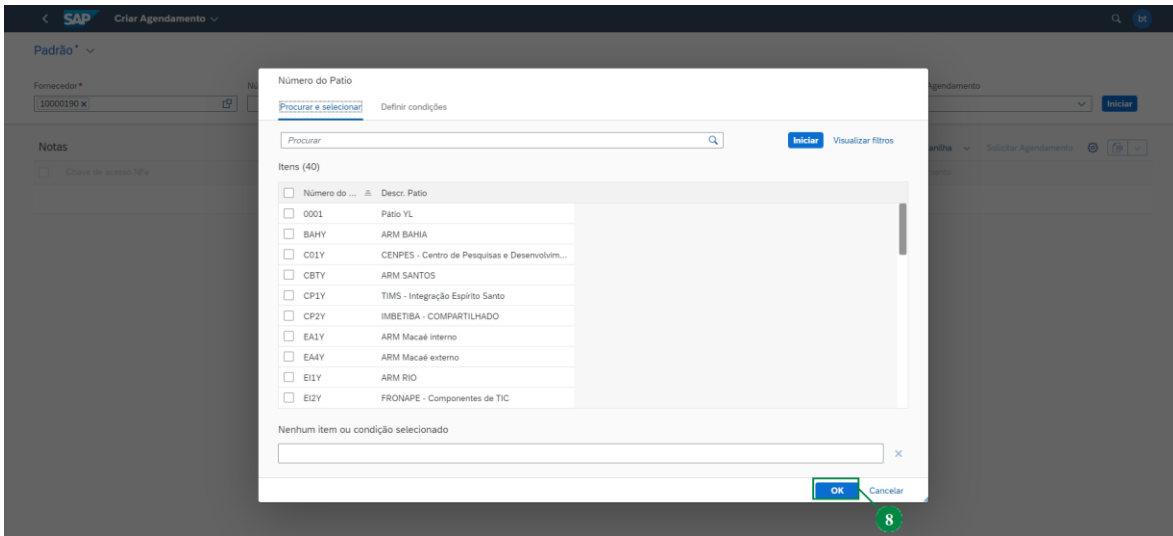 SAP Criar Agendamento
bt
Padrão*
Fornecedor*
Agendamento
10000190 x
Iniciar
Número do Patio
Procurar e selecionar Definir condições
Procurar
Iniciar Visualizar filtros
Itens (40)
Número do ... Descr. Patio
0001 Pátio YL
BAHY ARM BAHIA
C01Y CENPES - Centro de Pesquisas e Desenvolvim...
CBTY ARM SANTOS
CP1Y TIMS - Integração Espírito Santo
CP2Y IMBETIBA - COMPARTILHADO
EA1Y ARM Macaé interno
EA4Y ARM Macaé externo
EI1Y ARM RIO
EI2Y FRONAPE - Componentes de TIC
Nenhum item ou condição selecionado
OK Cancelar
8
Notas
anilha Solicitar Agendamento
Chave de acesso NFe